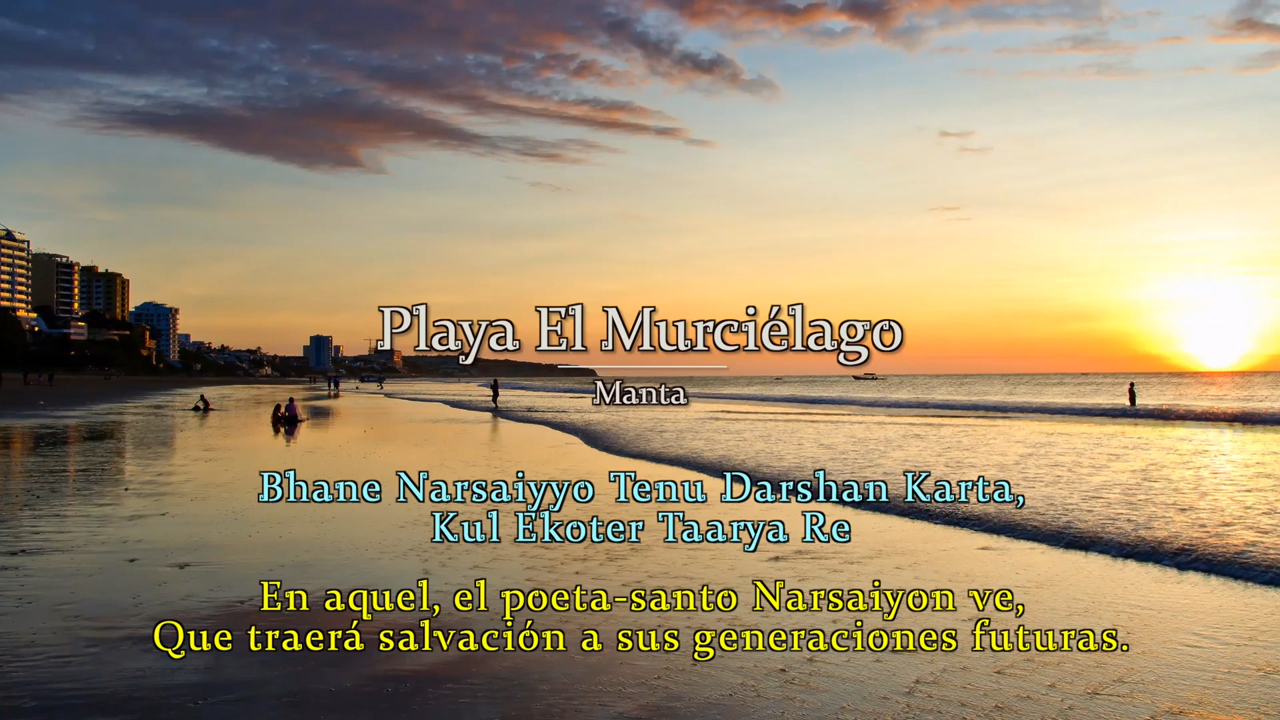 Playa El Murciélago
Manta
Bhane Narsaiyyo Tenu Darshan Karta,
Kul Ekoter Taarya Re
En aquel, el poeta-santo Narsaiyon ve,
Que traerá salvación a sus generaciones futuras.